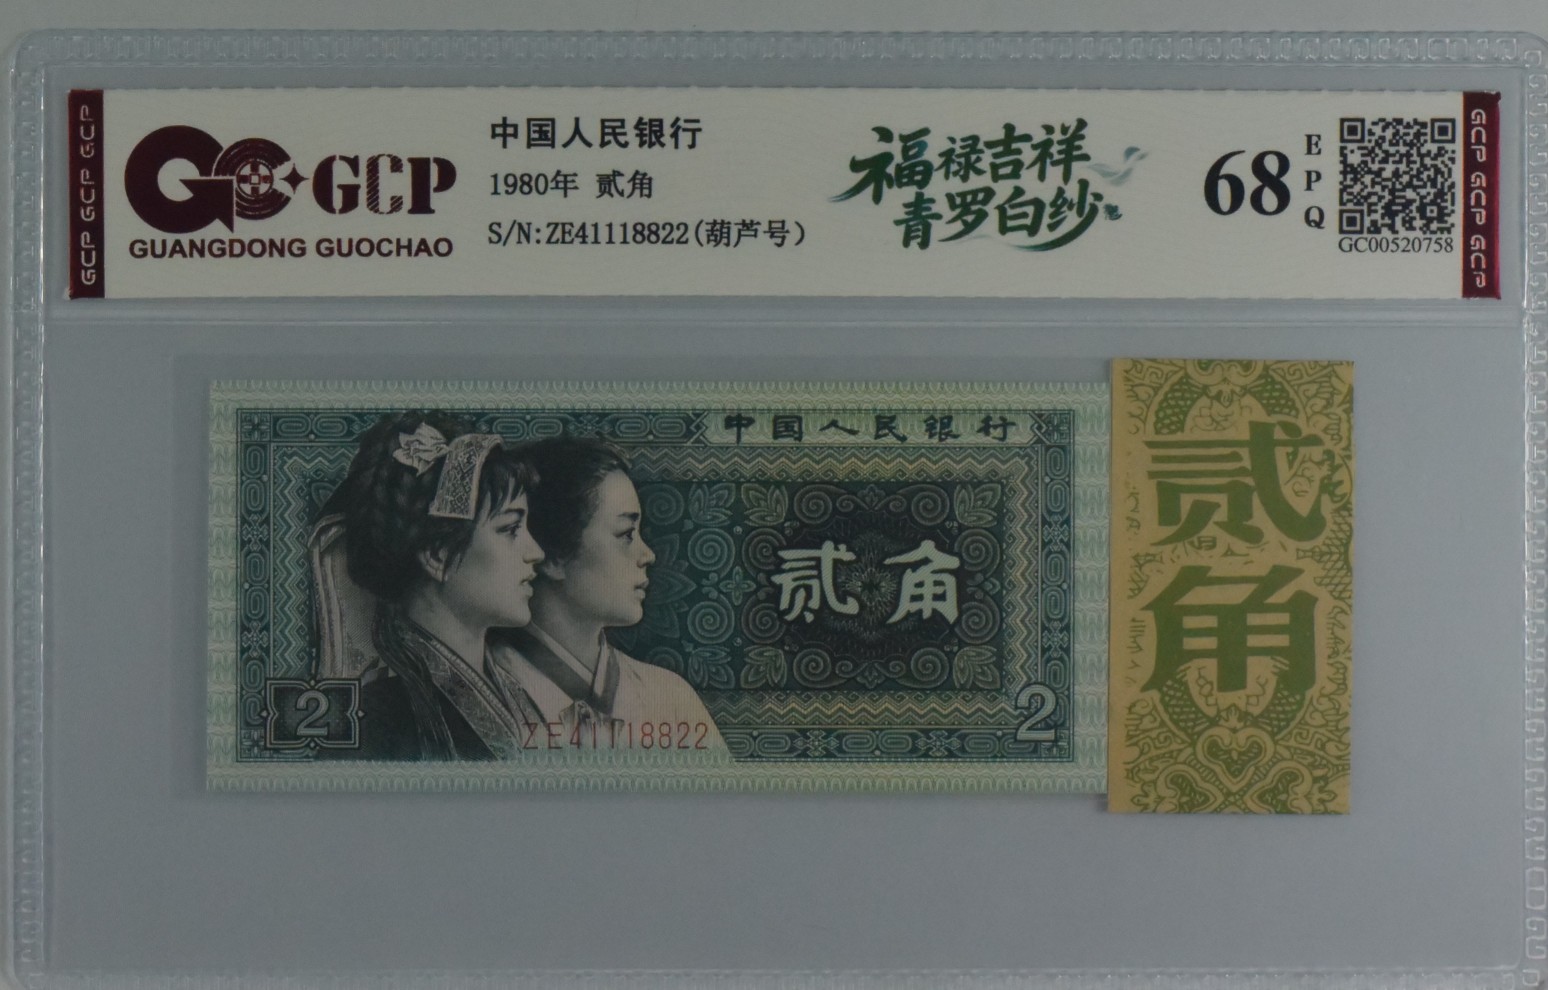 GCP GCP GCP
GCP
GUANGDONG GUOCHAO
中国人民银行
1980年 贰角
S/N:ZE41118822(葫芦号)
福禄吉祥
青罗白纱
68
EPQ
GC00520758
GCP GCP GCP
中国人民银行
贰角
2
ZE41118822
2
贰角